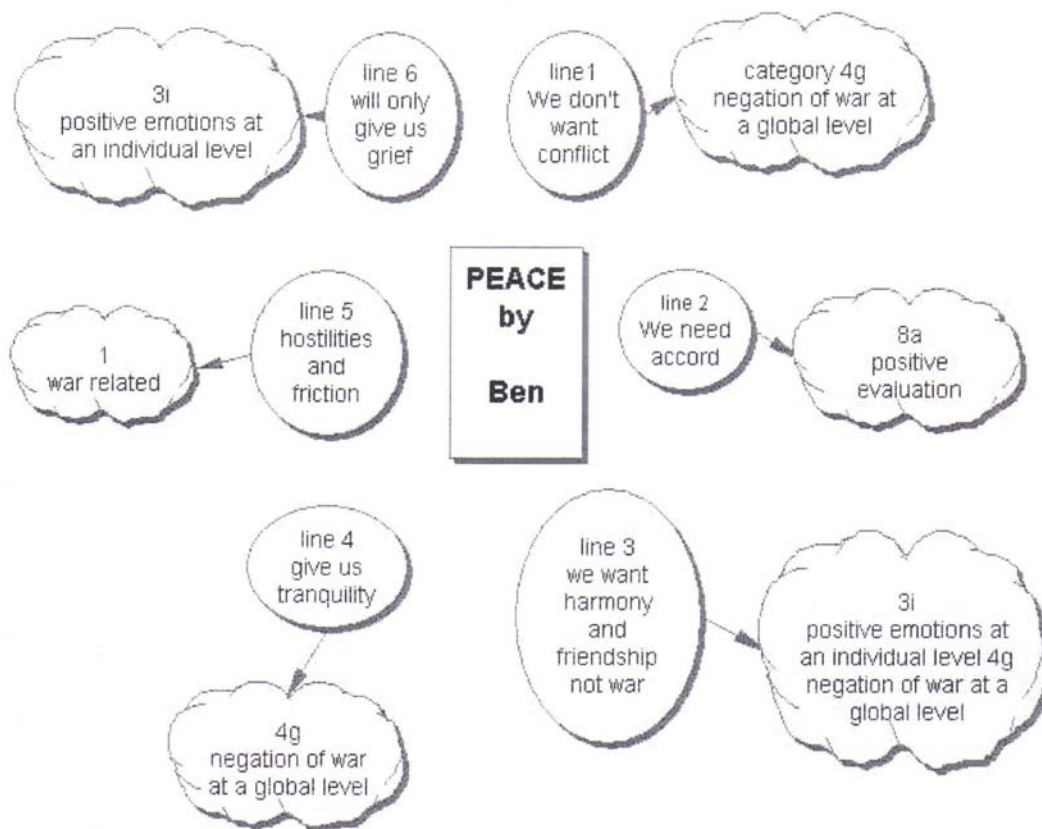 3i
positive emotions at
an individual level
line 6
will only
give us
grief
line1
We don't
want
conflict
category 4g
negation of war at
a global level
1
war related
line 5
hostilities
and
friction
PEACE
by
Ben
line 2
We need
accord
8a
positive
evaluation
line 4
give us
tranquility
4g
negation of war
at a global level
line 3
we want
harmony
and
friendship
not war
3i
positive emotions at
an individual level 4g
negation of war at a
global level